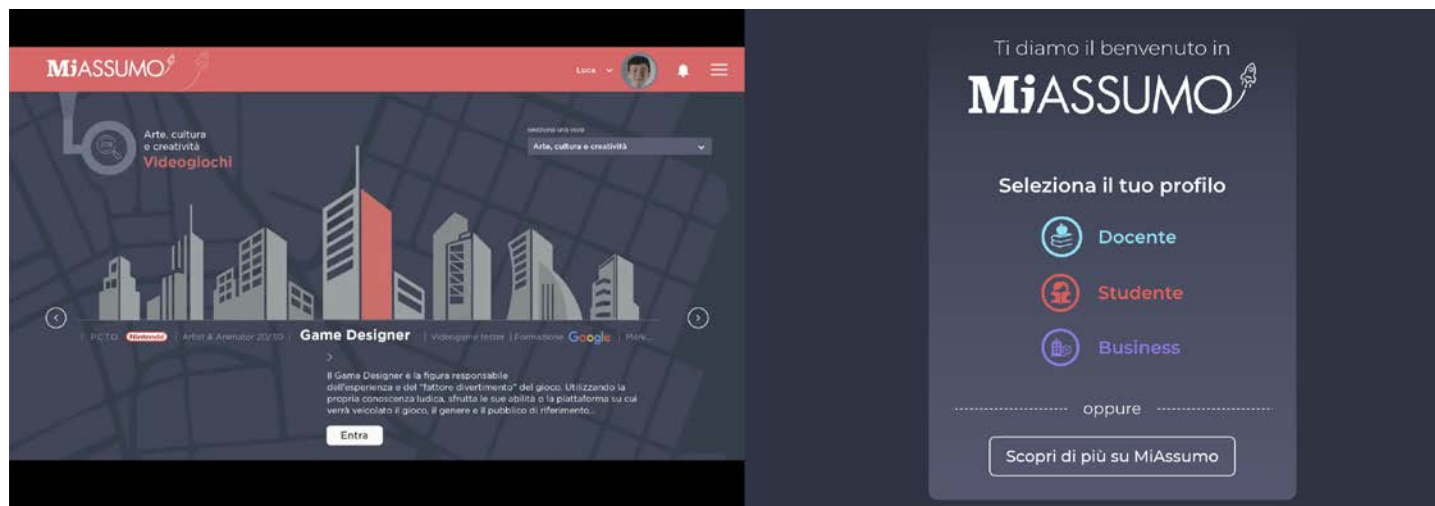 MiASSUMO
Luca
Arte, cultura
e creatività
Videogiochi
Seleziona una voce
Arte, cultura e creatività
| PCTO Nintendo | Artist & Animator 2D/3D | Game Designer | Videogame tester | Formazione Google |
Il Game Designer è la figura responsabile
dell'esperienza e del "fattore divertimento" del gioco. Utilizzando la
propria conoscenza ludica, sfrutta le sue abilità o la piattaforma su cui
verrà veicolato il gioco, il genere e il pubblico di riferimento...
Entra
Ti diamo il benvenuto in
MiASSUMO
Seleziona il tuo profilo
Docente
Studente
Business
oppure
Scopri di più su MiAssumo